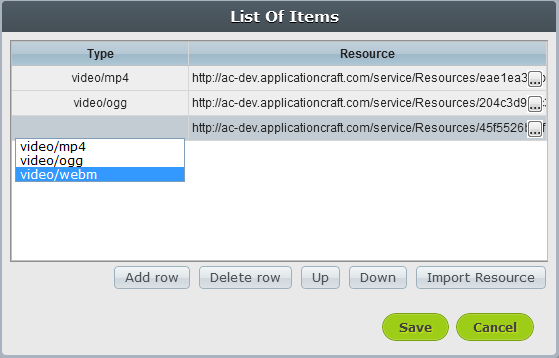 List Of Items
Type Resource
video/mp4 http://ac-dev.applicationcraft.com/service/Resources/eae1ea3 ...
video/ogg http://ac-dev.applicationcraft.com/service/Resources/204c3d9 ...
http://ac-dev.applicationcraft.com/service/Resources/45f5526 ...
video/mp4
video/ogg
video/webm
Add row Delete row Up Down Import Resource
Save Cancel